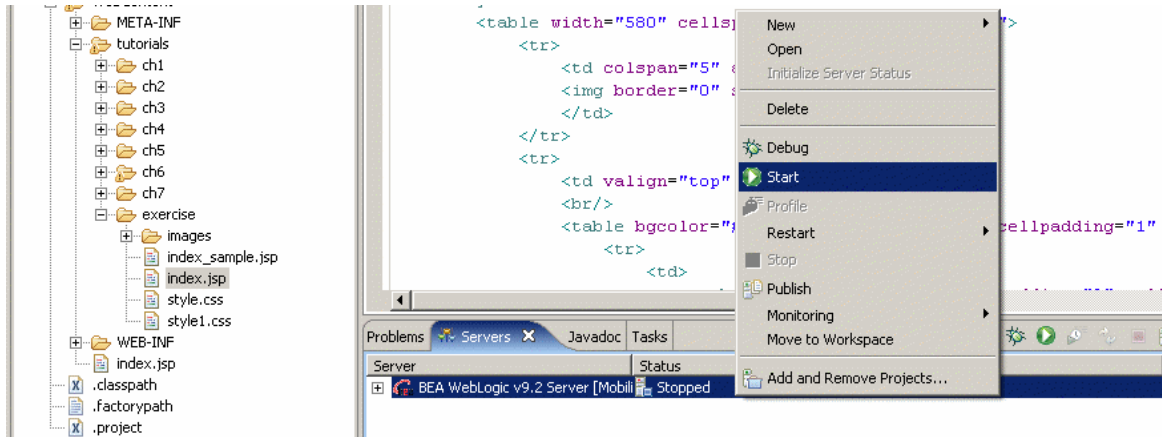 META-INF
tutorials
ch1
ch2
ch3
ch4
ch5
ch6
ch7
exercise
images
index_sample.jsp
index.jsp
style.css
style1.css
WEB-INF
index.jsp
.classpath
.factorypath
.project
<table width="580" cells
">
<tr>
<td colspan="5"
<img border="0"
</td>
</tr>
<tr>
<td valign="top"
<br/>
<table bgcolor="
cellpadding="1"
<tr>
<td>
New
Open
Initialize Server Status
Delete
Debug
Start
Profile
Restart
Stop
Publish
Monitoring
Move to Workspace
Add and Remove Projects...
Problems Servers Javadoc Tasks
Server Status
BEA WebLogic v9.2 Server [Mobili Stopped